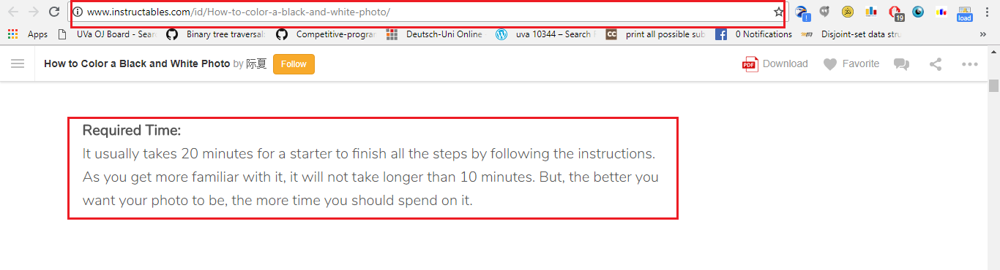 www.instructables.com/id/How-to-color-a-black-and-white-photo/
19
load
Apps
UVa OJ Board - Sear
Binary tree traversal
Competitive-program
Deutsch-Uni Online
uva 10344 – Search
CC
print all possible sub
0 Notifications
Disjoint-set data stru
»
How to Color a Black and White Photo by 际夏
Follow
PDF
Download
Favorite
Required Time:
It usually takes 20 minutes for a starter to finish all the steps by following the instructions.
As you get more familiar with it, it will not take longer than 10 minutes. But, the better you
want your photo to be, the more time you should spend on it.